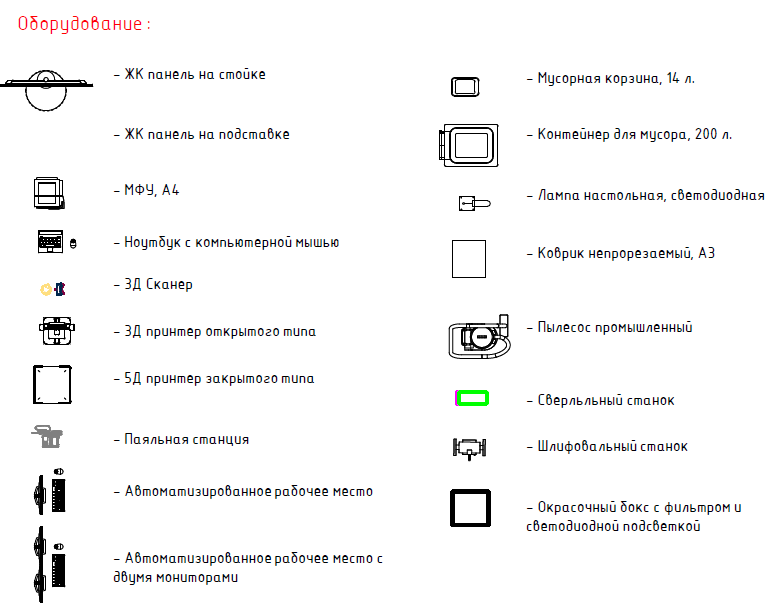 Оборудование :
– ЖК панель на стойке
– ЖК панель на подставке
– МФУ, А4
– Ноутбук с компьютерной мышью
– 3Д Сканер
– 3Д принтер открытого типа
– 5Д принтер закрытого типа
– Паяльная станция
– Автоматизированное рабочее место
– Автоматизированное рабочее место с
двумя мониторами
– Мусорная корзина, 14 л.
– Контейнер для мусора, 200 л.
– Лампа настольная, светодиодная
– Коврик непрорезаемый, А3
– Пылесос промышленный
– Сверльльный станок
– Шлифовальный станок
– Окрасочный бокс с фильтром и
светодиодной подсветкой